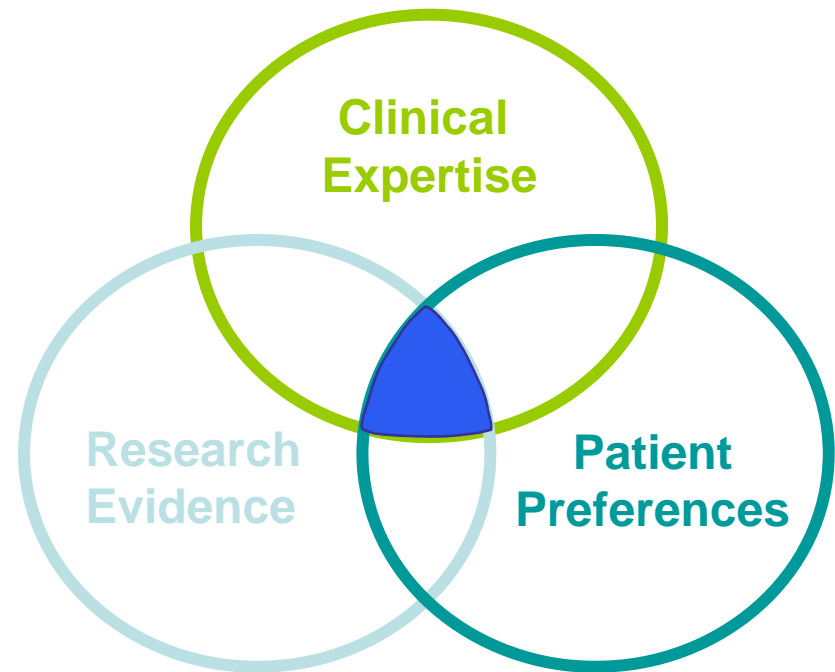 Clinical
Expertise
Research
Evidence
Patient
Preferences